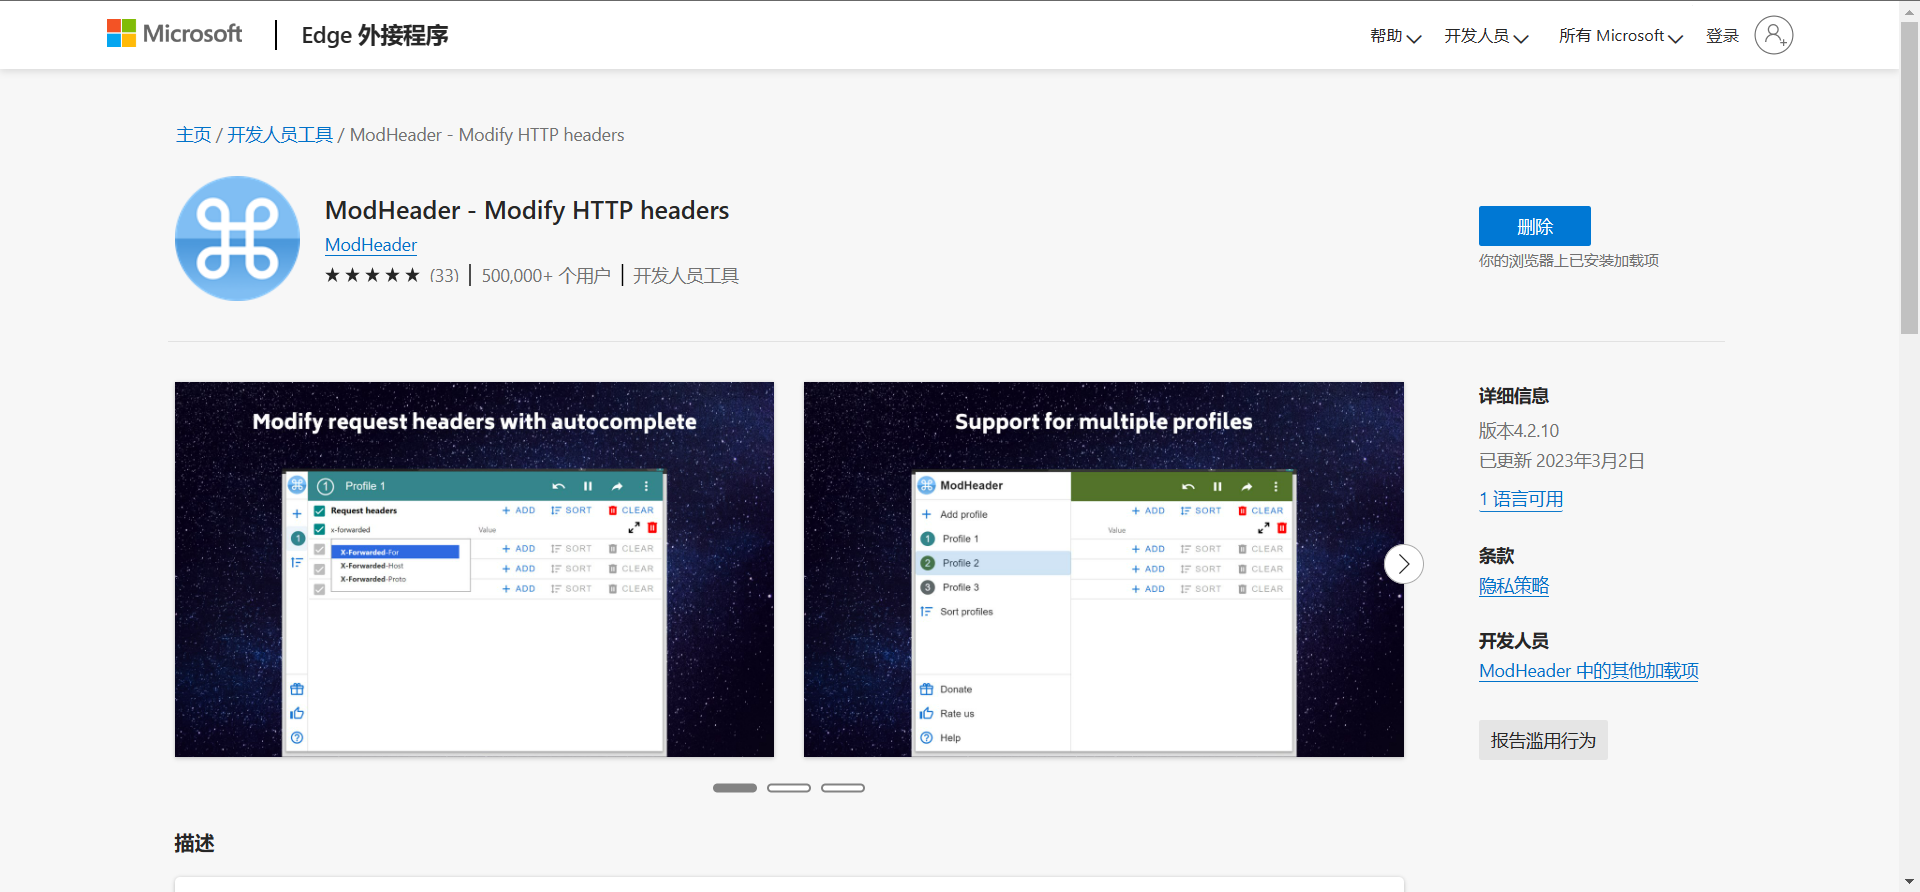 Microsoft
Edge 外接程序
帮助
开发人员
所有 Microsoft
登录
主页 / 开发人员工具 / ModHeader - Modify HTTP headers
ModHeader - Modify HTTP headers
ModHeader
★★★★★ (33) | 500,000+ 个用户 | 开发人员工具
删除
你的浏览器上已安装加载项
Modify request headers with autocomplete
1 Profile 1
Request headers
+ ADD SORT CLEAR
x-forwarded
Value
1
X-Forwarded-For
X-Forwarded-Host
X-Forwarded-Proto
+ ADD SORT CLEAR
+ ADD SORT CLEAR
+ ADD SORT CLEAR
Support for multiple profiles
ModHeader
+ Add profile
1 Profile 1
2 Profile 2
3 Profile 3
Sort profiles
Donate
Rate us
Help
+ ADD SORT CLEAR
Value
+ ADD SORT CLEAR
+ ADD SORT CLEAR
+ ADD SORT CLEAR
详细信息
版本4.2.10
已更新 2023年3月2日
1 语言可用
条款
隐私策略
开发人员
ModHeader 中的其他加载项
报告滥用行为
描述